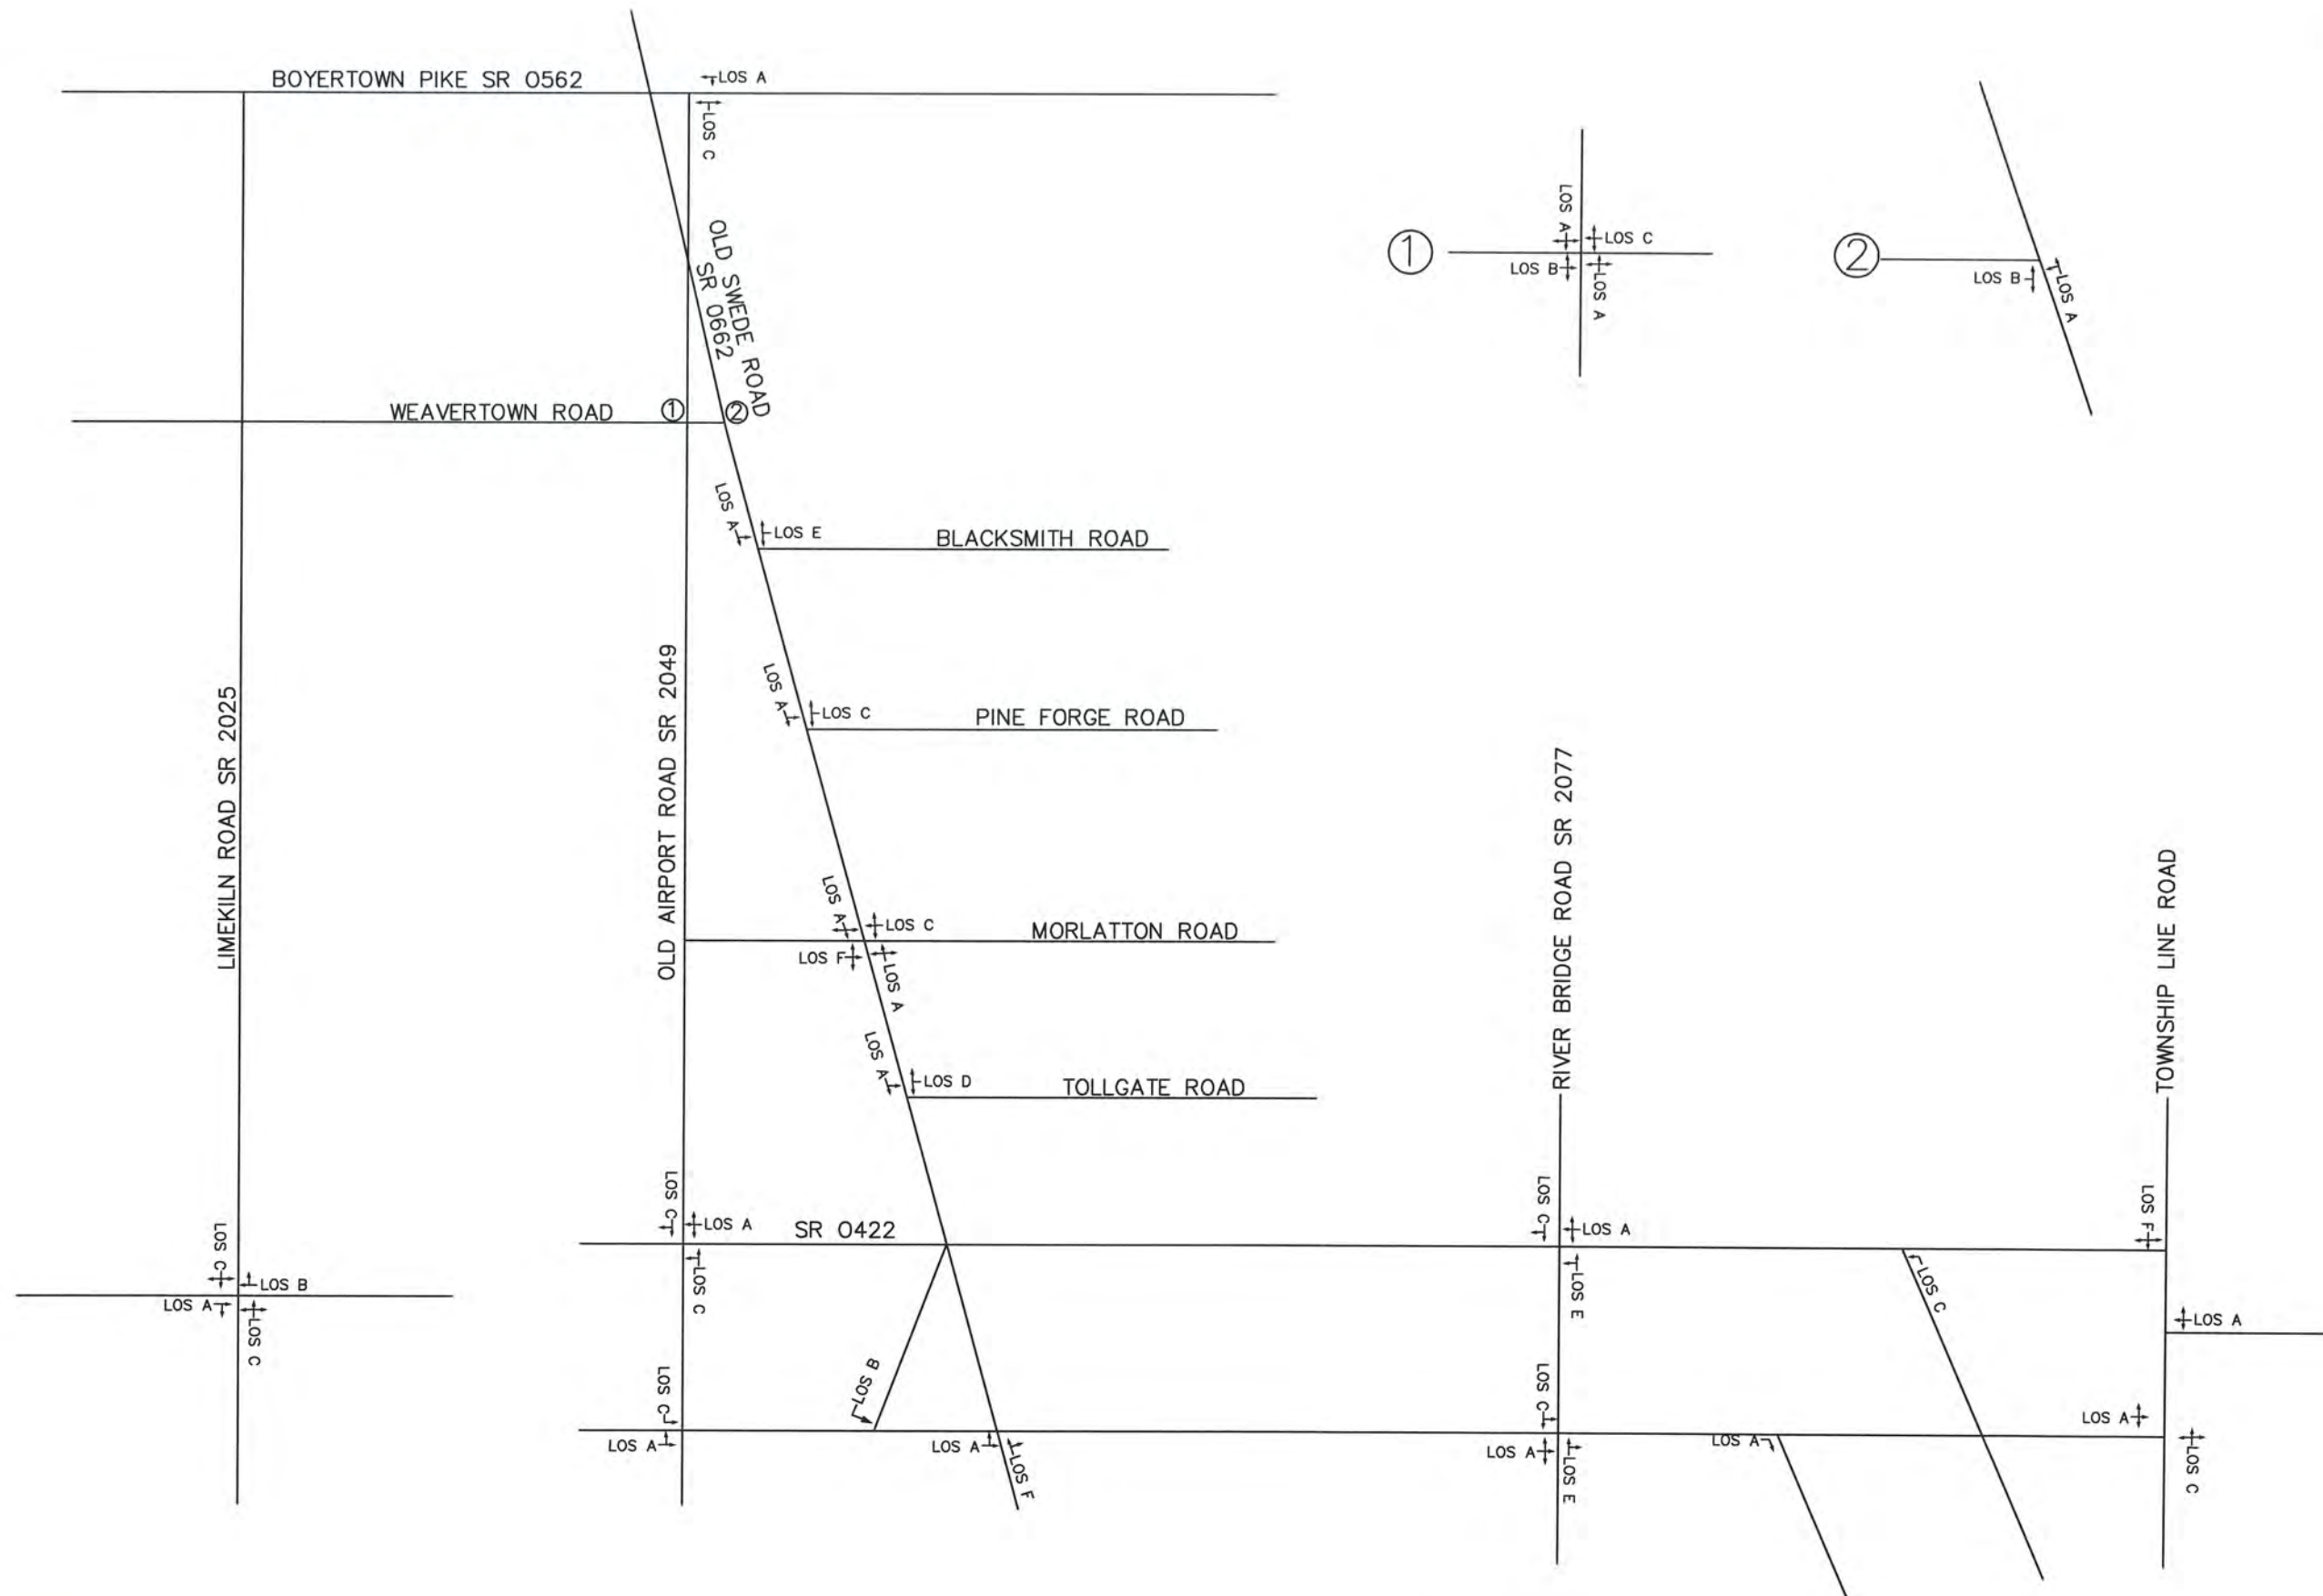 BOYERTOWN PIKE SR 0562
LOS A
LOS C
OLD SWEDE ROAD
SR 0662
LOS A
LOS C
LOS B
LOS A
1
2
LOS B
LOS A
WEAVERTOWN ROAD
1
2
LOS A
LOS E
BLACKSMITH ROAD
LIMEKILN ROAD SR 2025
OLD AIRPORT ROAD SR 2049
LOS A
LOS C
PINE FORGE ROAD
RIVER BRIDGE ROAD SR 2077
TOWNSHIP LINE ROAD
LOS A
LOS C
MORLATTON ROAD
LOS F
LOS A
LOS A
LOS D
TOLLGATE ROAD
LOS C
LOS A
SR 0422
LOS C
LOS C
LOS A
LOS E
LOS F
LOS C
LOS C
LOS B
LOS A
LOS C
LOS A
LOS C
LOS A
LOS B
LOS A
LOS F
LOS C
LOS A
LOS E
LOS A
LOS A
LOS C